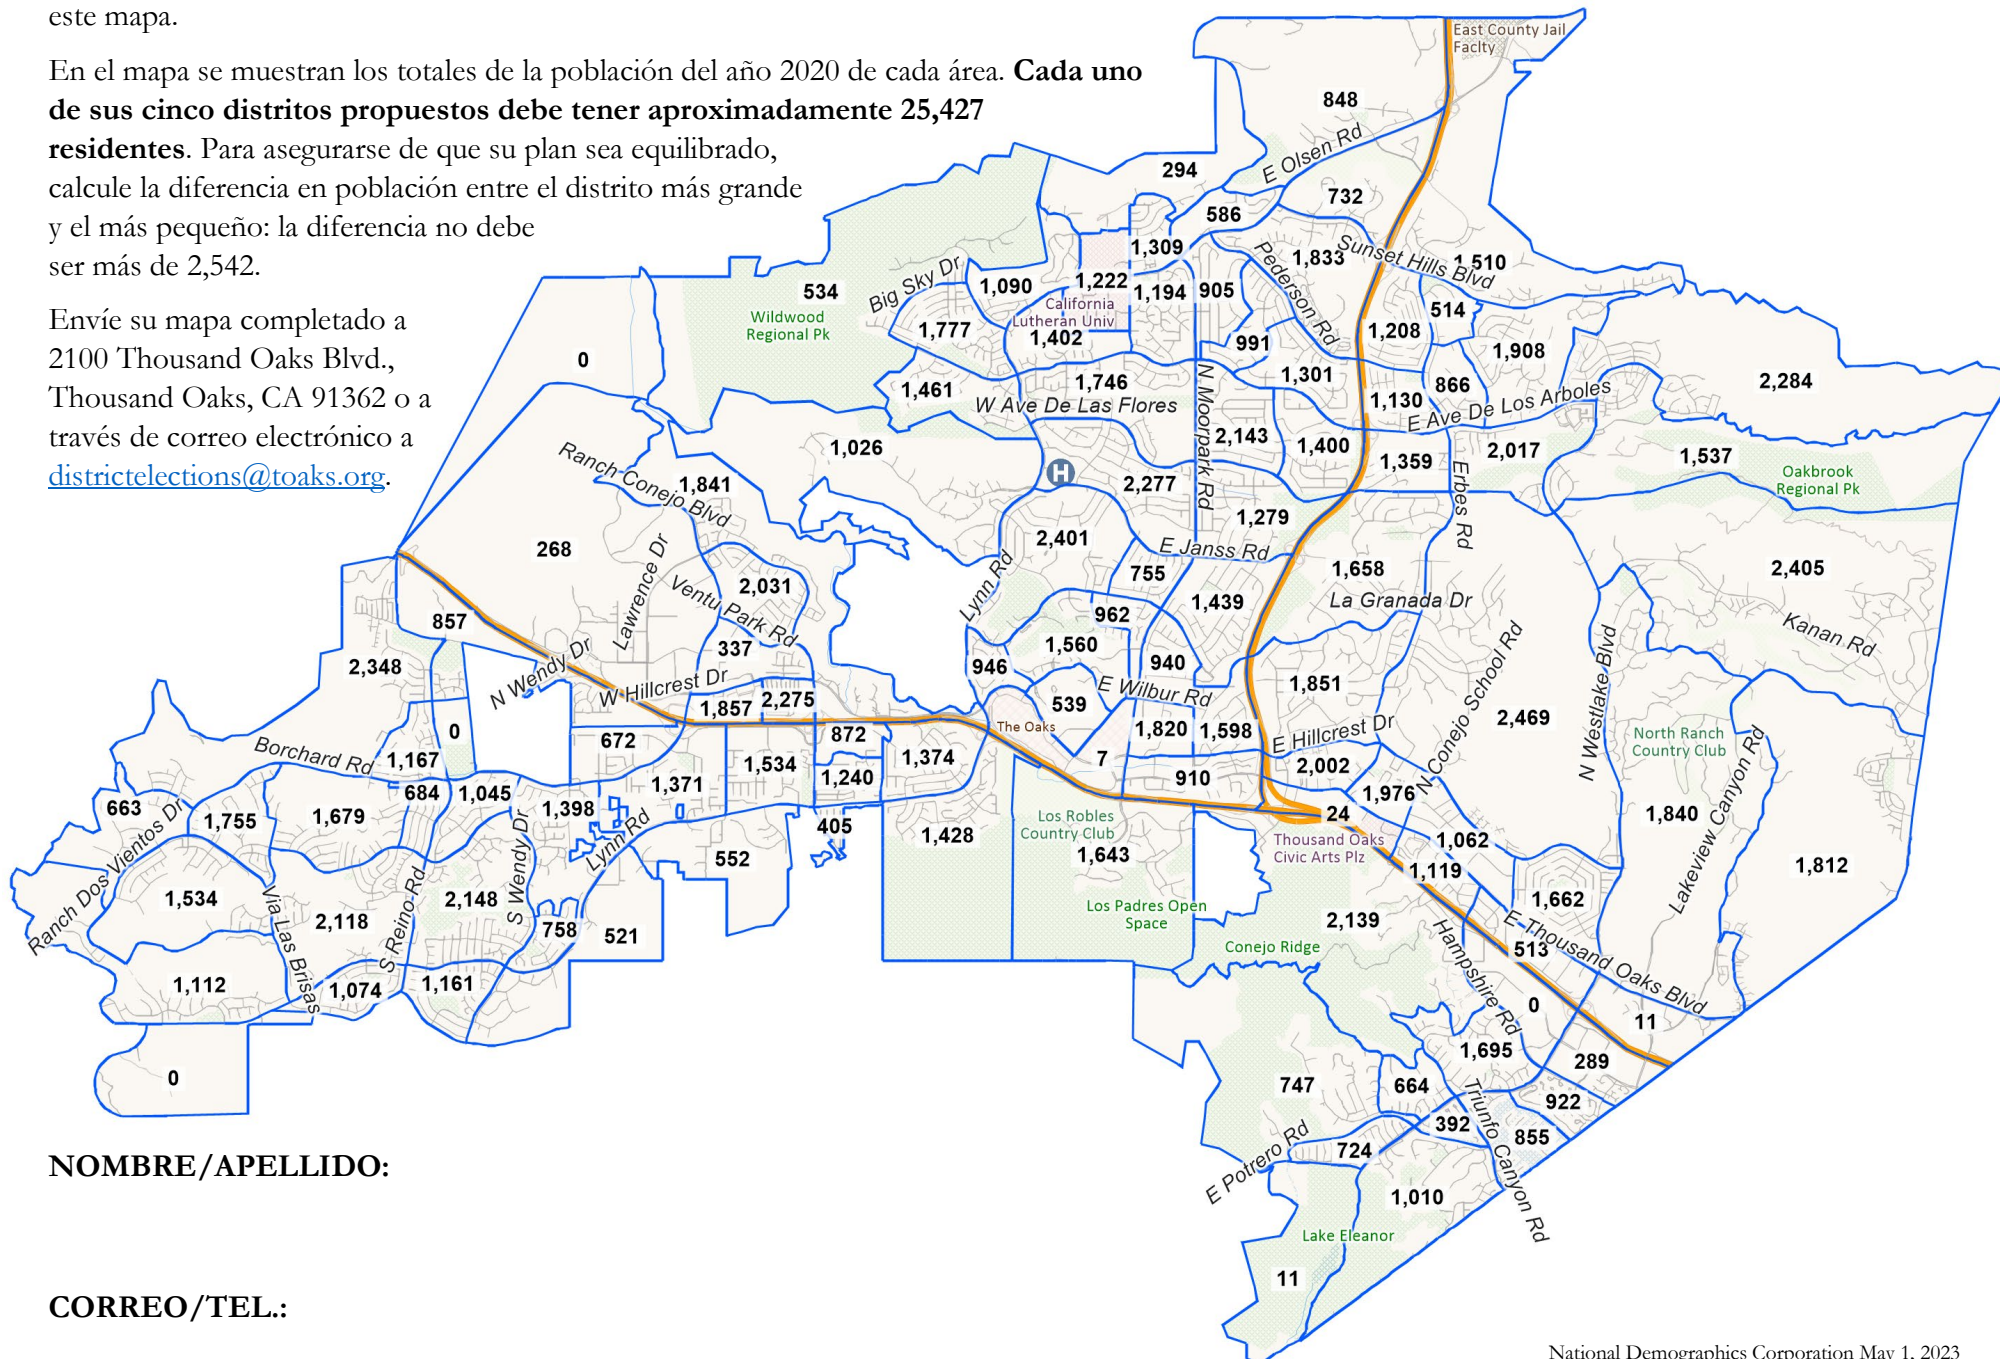 este mapa.
En el mapa se muestran los totales de la población del año 2020 de cada área. Cada uno
de sus cinco distritos propuestos debe tener aproximadamente 25,427
residentes. Para asegurarse de que su plan sea equilibrado,
calcule la diferencia en población entre el distrito más grande
y el más pequeño: la diferencia no debe
ser más de 2,542.
Envíe su mapa completado a
2100 Thousand Oaks Blvd.,
Thousand Oaks, CA 91362 o a
través de correo electrónico a
districtelections@toaks.org.
East County Jail
Faclty
848
E Olsen Rd
294
732
586
1,309
1,833
Sunset Hills Blvd
1,510
Pederson Rd
Big Sky Dr
534
Wildwood
Regional Pk
1,090
1,222
1,194
905
California
Lutheran Univ
514
1,777
1,402
991
1,208
1,908
0
1,461
1,746
1,301
866
2,284
W Ave De Las Flores
N Moorpark Rd
1,130
E Ave De Los Arboles
1,026
2,143
1,400
1,359
2,017
1,537
Oakbrook
Regional Pk
Ranch Conejo Blvd
1,841
H
2,277
Erbes Rd
1,279
268
2,401
E Janss Rd
Lawrence Dr
Lynn Rd
755
1,658
2,405
2,031
Ventu Park Rd
1,439
La Granada Dr
962
857
Kanan Rd
337
1,560
2,348
N Wendy Dr
946
940
N Westlake Blvd
N Conejo School Rd
W Hillcrest Dr
E Wilbur Rd
1,851
1,857
2,275
539
2,469
The Oaks
0
672
872
1,820
1,598
E Hillcrest Dr
North Ranch
Country Club
Borchard Rd
1,167
1,534
1,374
7
2,002
Lakeview Canyon Rd
684
1,045
1,371
1,240
910
1,976
663
1,755
1,679
1,398
24
1,840
Ranch Dos Vientos Dr
S Wendy Dr
Lynn Rd
405
1,428
Los Robles
Country Club
1,643
Thousand Oaks
Civic Arts Plz
1,062
552
1,119
1,812
1,534
Via Las Brisas
2,118
S Reino Rd
2,148
758
521
Los Padres Open
Space
2,139
1,662
Conejo Ridge
Hampshire Rd
513
E Thousand Oaks Blvd
1,112
1,074
1,161
0
11
0
1,695
289
747
664
922
Triunfo Canyon Rd
392
855
E Potrero Rd
724
1,010
Lake Eleanor
11
NOMBRE/APELLIDO:
CORREO/TEL.:
National Demographics Corporation May 1, 2023